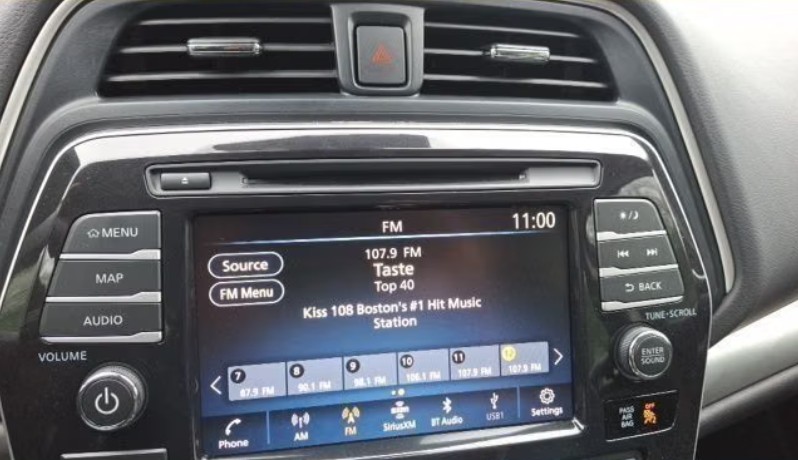 FM
11:00
MENU
MAP
AUDIO
VOLUME
Source
FM Menu
107.9 FM
Taste
Top 40
Kiss 108 Boston's #1 Hit Music
Station
7
87.9 FM
8
90.1 FM
9
98.1 FM
10
106.1 FM
11
107.9 FM
12
107.9 FM
Phone
AM
FM
SiriusXM
BT Audio
USB1
Settings
BACK
TUNE•SCROLL
ENTER
SOUND
PASS
AIR
BAG
OFF